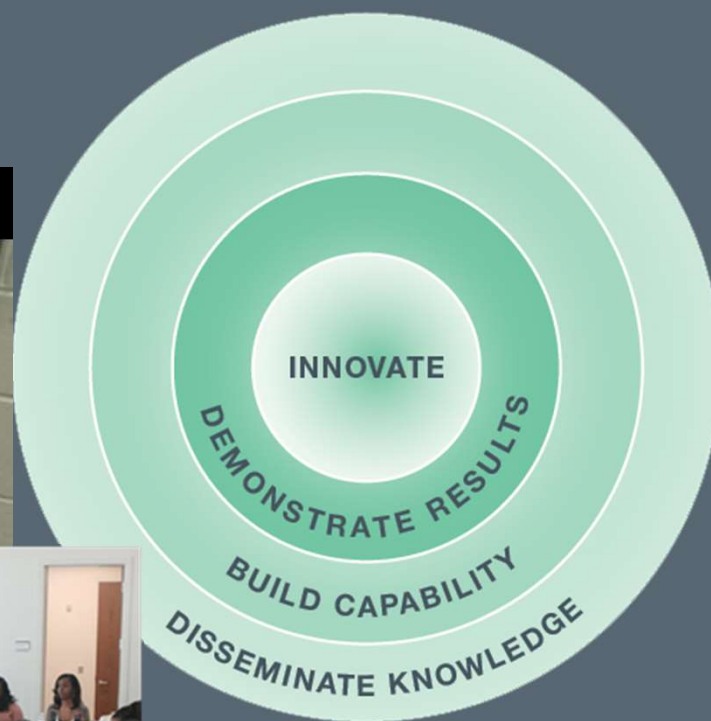 INNOVATE
DEMONSTRATE RESULTS
BUILD CAPABILITY
DISSEMINATE KNOWLEDGE